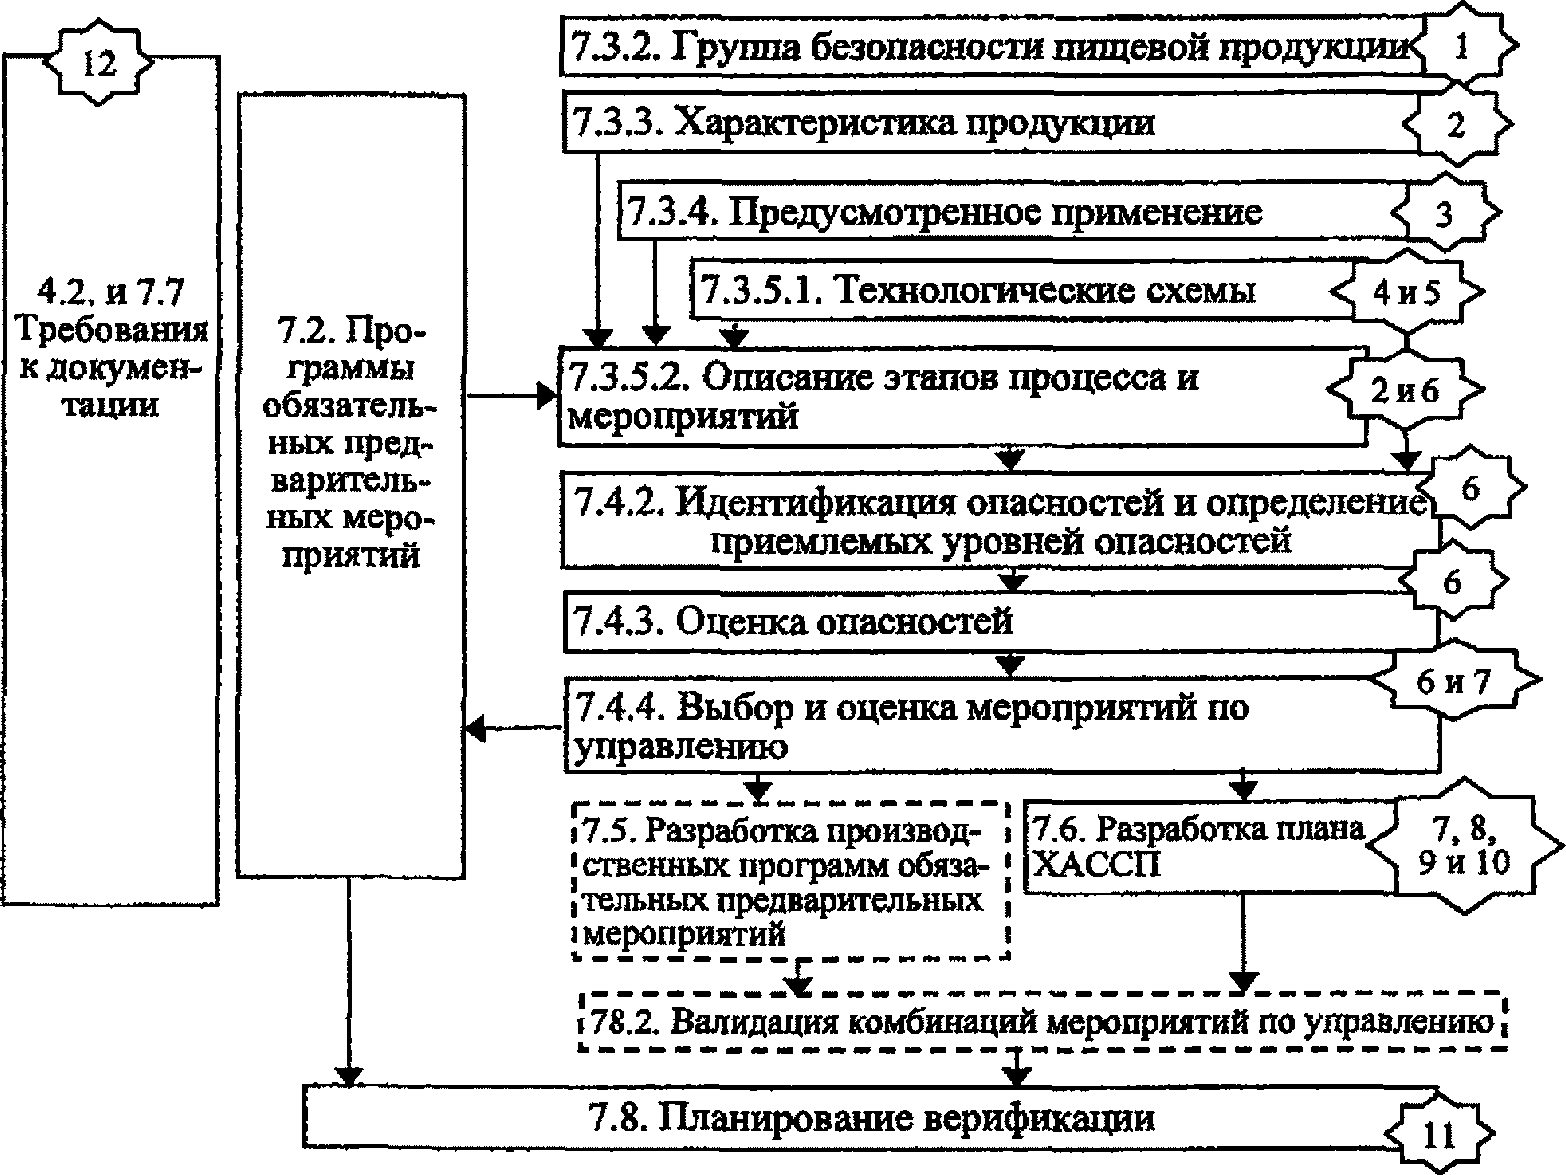 12
4.2, и 7.7
Требования
к докумен-
тации
7.2. Про-
граммы
обязатель-
ных пред-
варитель-
ных меро-
приятий
7.3.2. Группа безопасности пищевой продукции
1
7.3.3. Характеристика продукции
2
7.3.4. Предусмотренное применение
3
7.3.5.1. Технологические схемы
4 и 5
7.3.5.2. Описание этапов процесса и
мероприятий
2 и 6
7.4.2. Идентификация опасностей и определение
приемлемых уровней опасностей
6
7.4.3. Оценка опасностей
6
7.4.4. Выбор и оценка мероприятий по
управлению
6 и 7
7.5. Разработка производ-
ственных программ обяза-
тельных предварительных
мероприятий
7.6. Разработка плана
ХАССП
7, 8,
9 и 10
78.2. Валидация комбинаций мероприятий по управлению
7.8. Планирование верификации
11